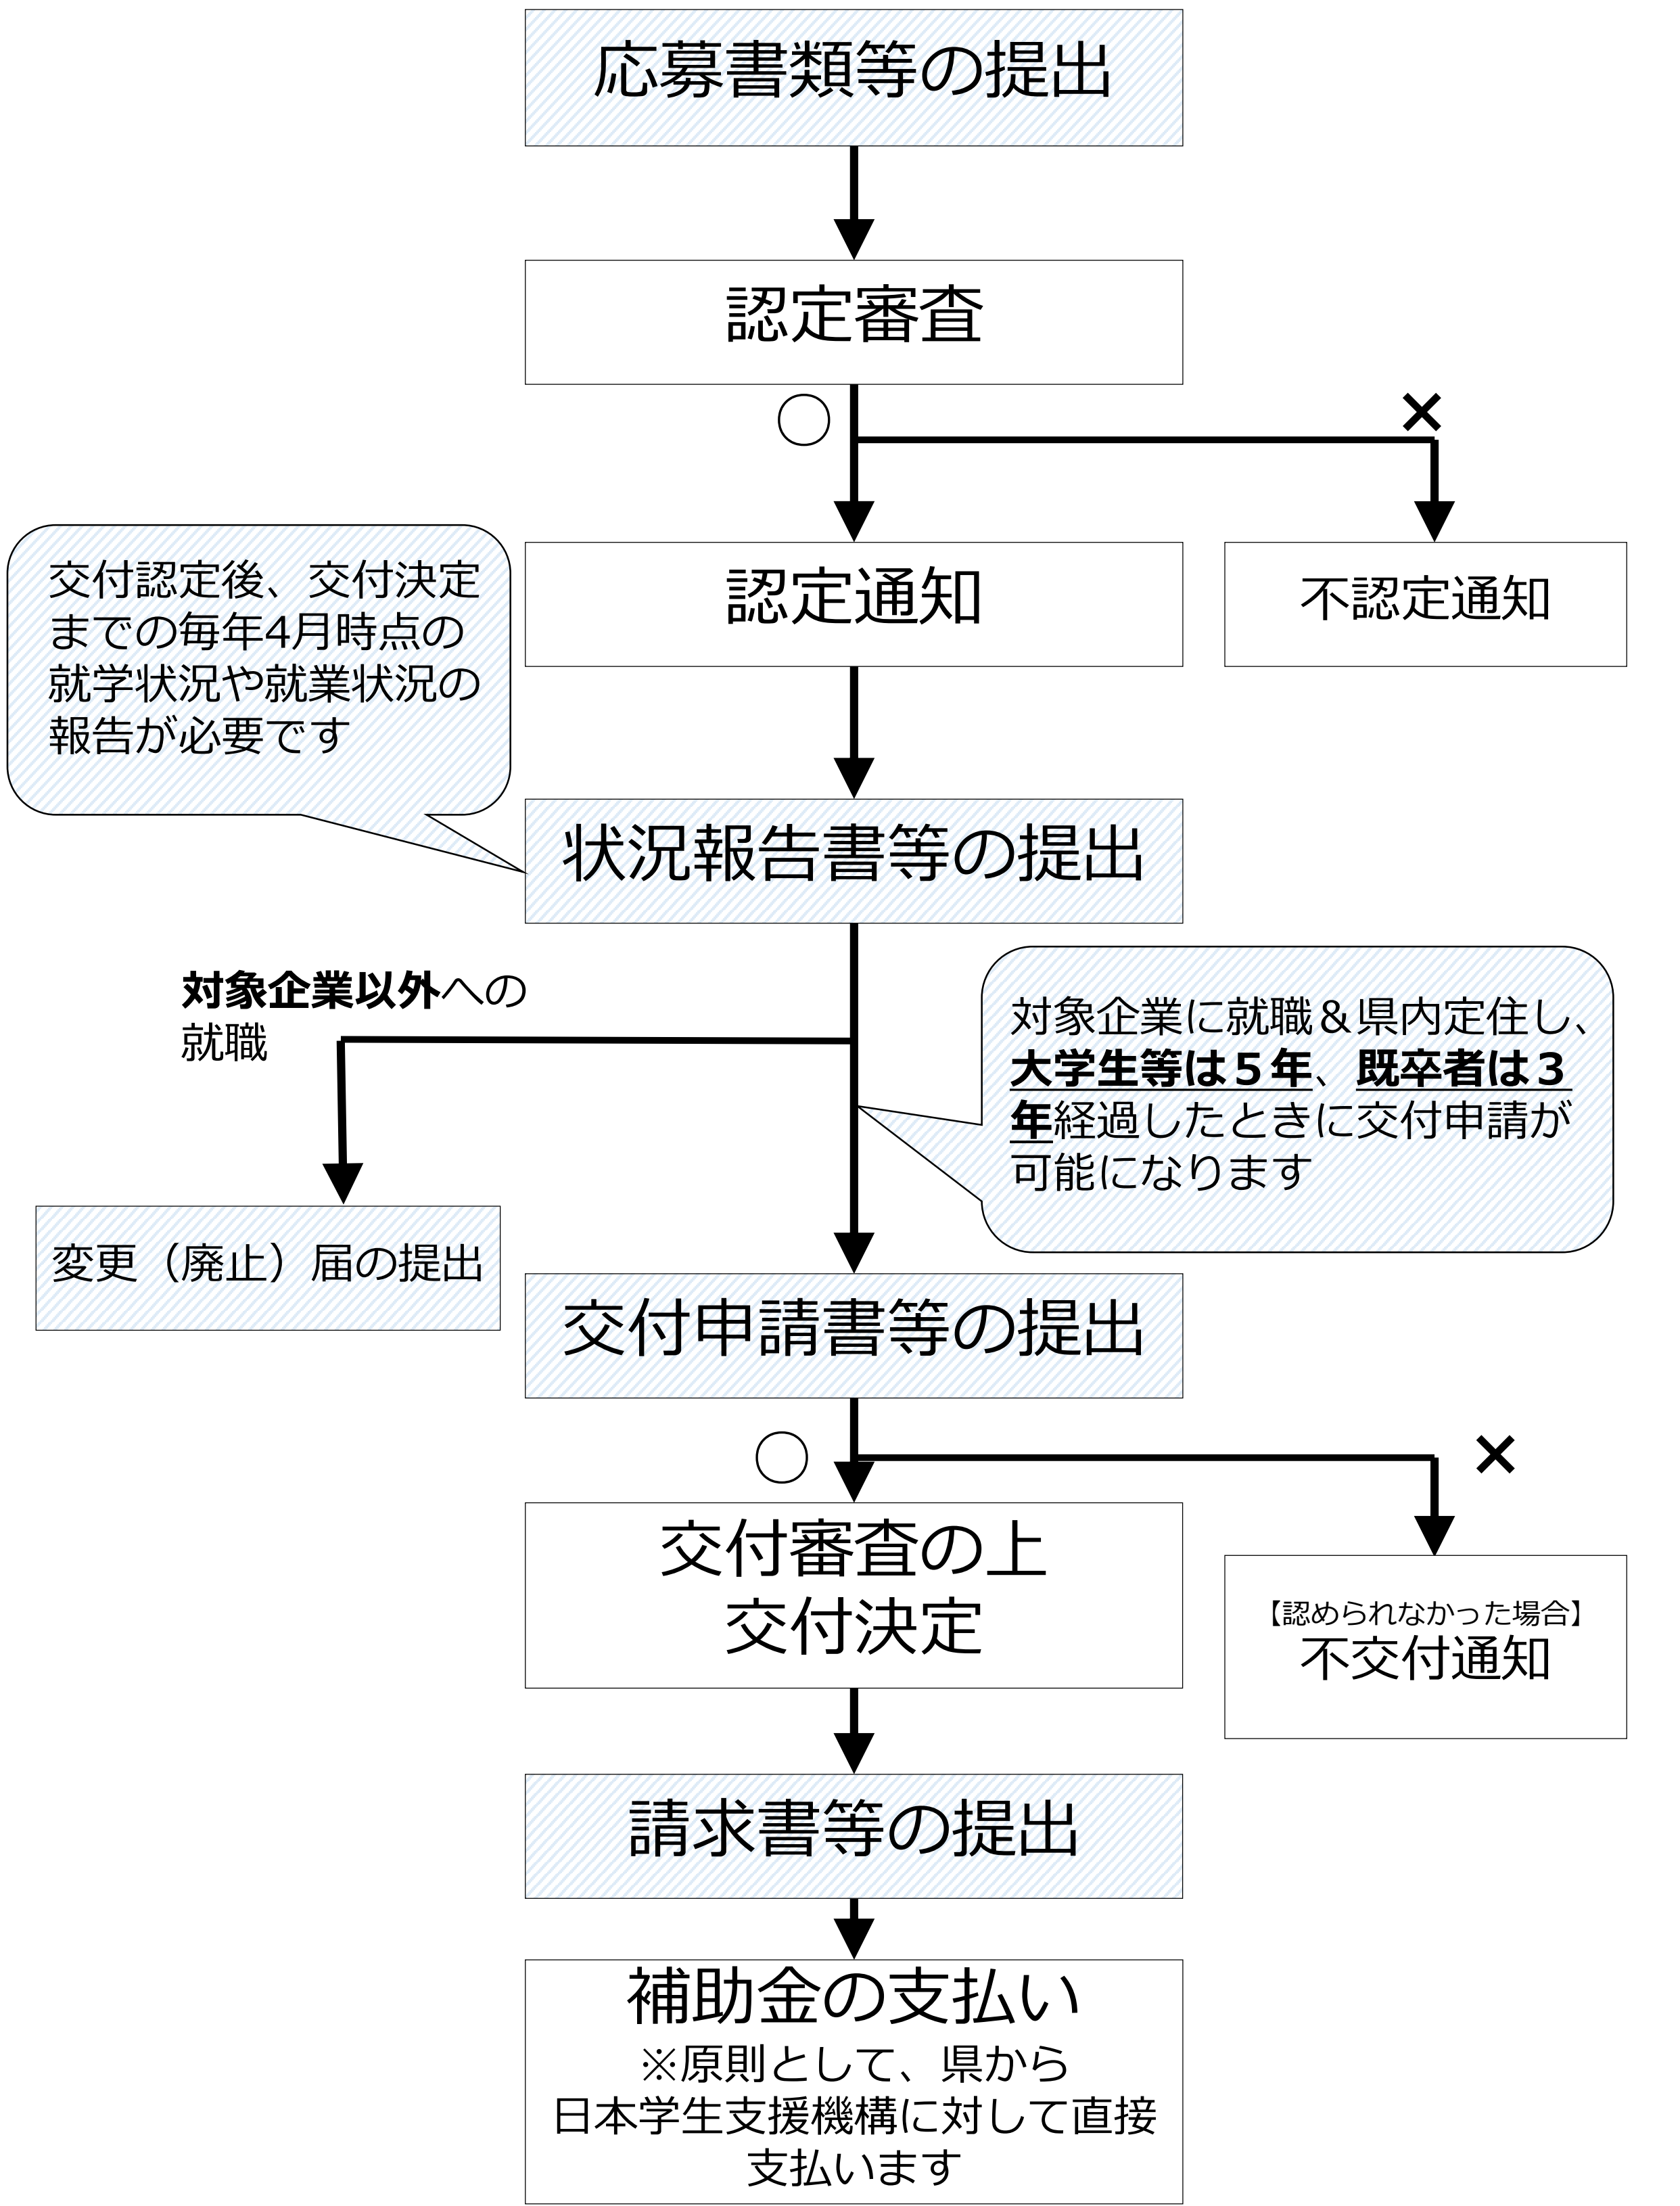 応募書類等の提出
認定審査
○
×
交付認定後、交付決定
までの毎年4月時点の
就学状況や就業状況の
報告が必要です
認定通知
不認定通知
状況報告書等の提出
対象企業以外への
就職
対象企業に就職＆県内定住し、
大学生等は５年、既卒者は３
年経過したときに交付申請が
可能になります
変更（廃止）届の提出
交付申請書等の提出
○
×
交付審査の上
交付決定
【認められなかった場合】
不交付通知
請求書等の提出
補助金の支払い
※原則として、県から
日本学生支援機構に対して直接
支払います